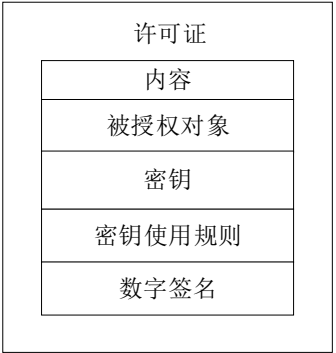 许可证
内容
被授权对象
密钥
密钥使用规则
数字签名